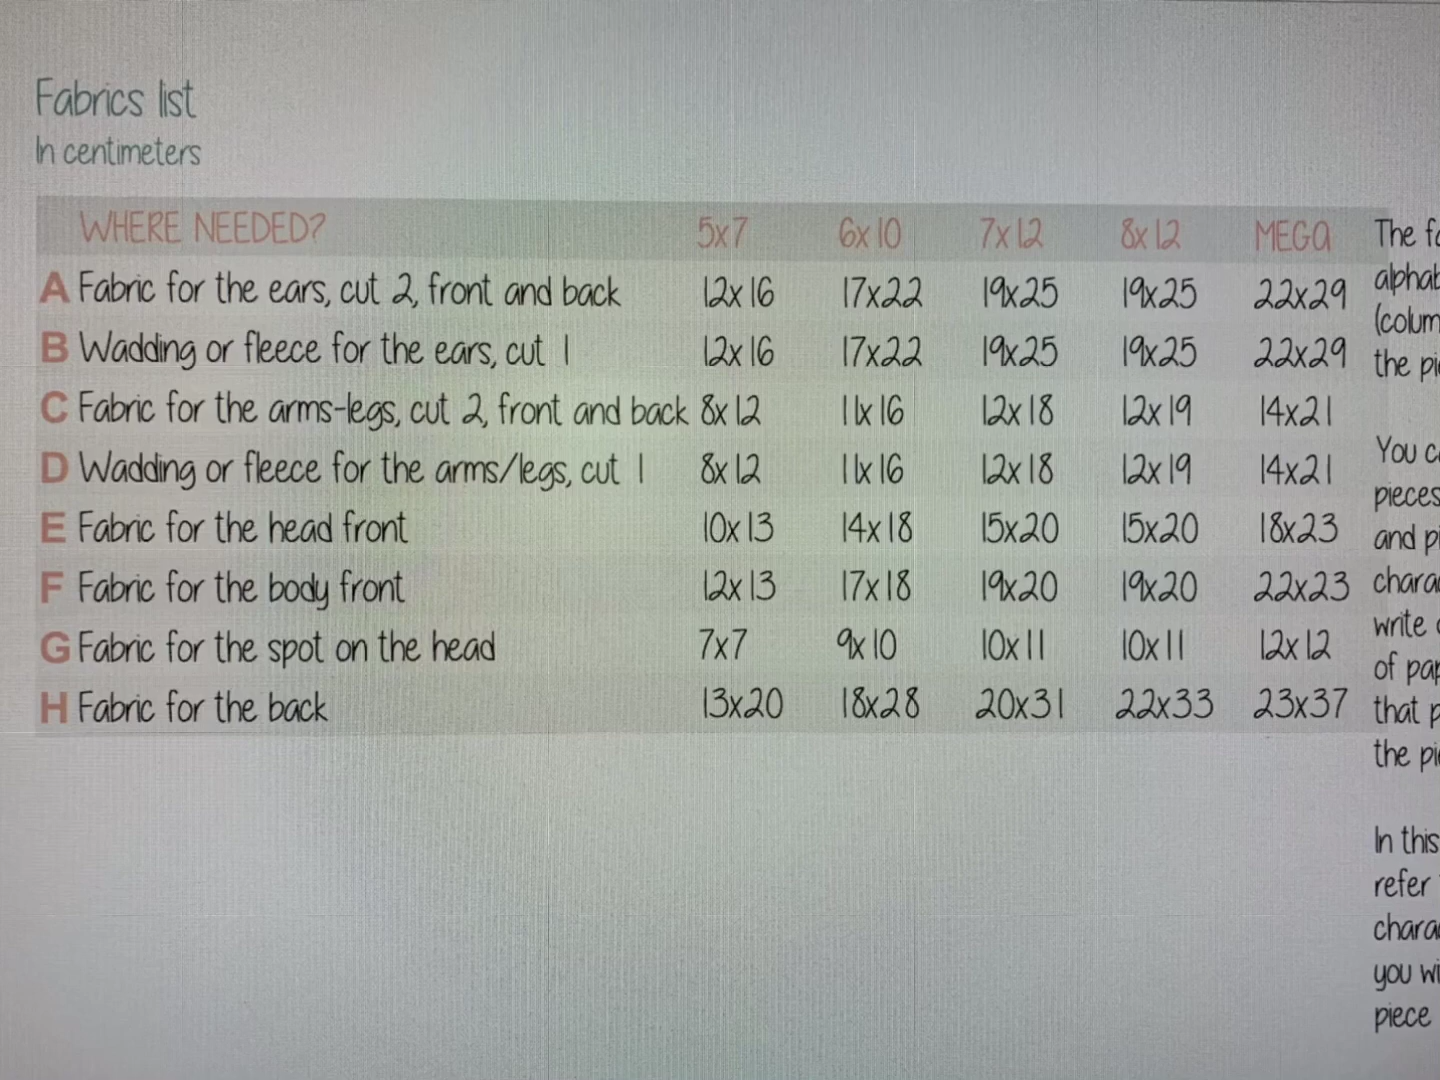 Fabrics list
In centimeters
WHERE NEEDED? 5x7 6x10 7x12 8x12 MEGA
A Fabric for the ears, cut 2, front and back 12x16 17x22 19x25 19x25 22x29
B Wadding or fleece for the ears, cut 1 12x16 17x22 19x25 19x25 22x29
C Fabric for the arms-legs, cut 2, front and back 8x12 11x16 12x18 12x19 14x21
D Wadding or fleece for the arms/legs, cut 1 8x12 11x16 12x18 12x19 14x21
E Fabric for the head front 10x13 14x18 15x20 15x20 18x23
F Fabric for the body front 12x13 17x18 19x20 19x20 22x23
G Fabric for the spot on the head 7x7 9x10 10x11 10x11 12x12
H Fabric for the back 13x20 18x28 20x31 22x33 23x37
The
the
You
pieces
and
write
of
that
the
In this
refer
you
piece